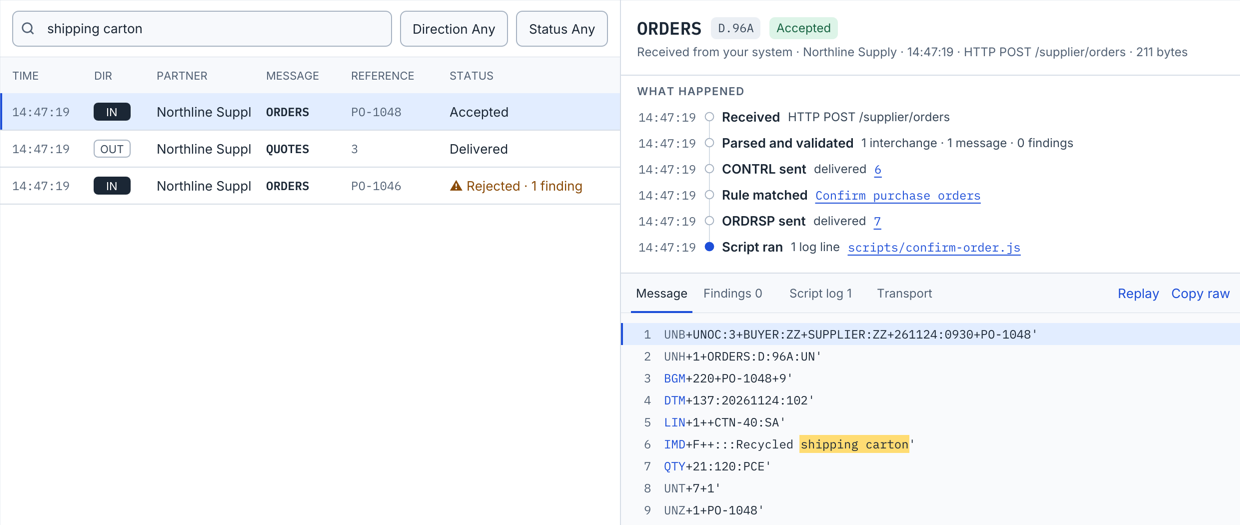 shipping carton
Direction Any
Status Any
TIME DIR PARTNER MESSAGE REFERENCE STATUS
14:47:19 IN Northline Suppl ORDERS PO-1048 Accepted
14:47:19 OUT Northline Suppl QUOTES 3 Delivered
14:47:19 IN Northline Suppl ORDERS PO-1046 Rejected · 1 finding
ORDERS D.96A Accepted
Received from your system · Northline Supply · 14:47:19 · HTTP POST /supplier/orders · 211 bytes
WHAT HAPPENED
14:47:19 Received HTTP POST /supplier/orders
14:47:19 Parsed and validated 1 interchange · 1 message · 0 findings
14:47:19 CONTRL sent delivered 6
14:47:19 Rule matched Confirm purchase orders
14:47:19 ORDRSP sent delivered 7
14:47:19 Script ran 1 log line scripts/confirm-order.js
Message Findings 0 Script log 1 Transport Replay Copy raw
1 UNB+UNOC:3+BUYER:ZZ+SUPPLIER:ZZ+261124:0930+PO-1048'
2 UNH+1+ORDERS:D:96A:UN'
3 BGM+220+PO-1048+9'
4 DTM+137:20261124:102'
5 LIN+1++CTN-40:SA'
6 IMD+F++:::Recycled shipping carton'
7 QTY+21:120:PCE'
8 UNT+7+1'
9 UNZ+1+PO-1048'